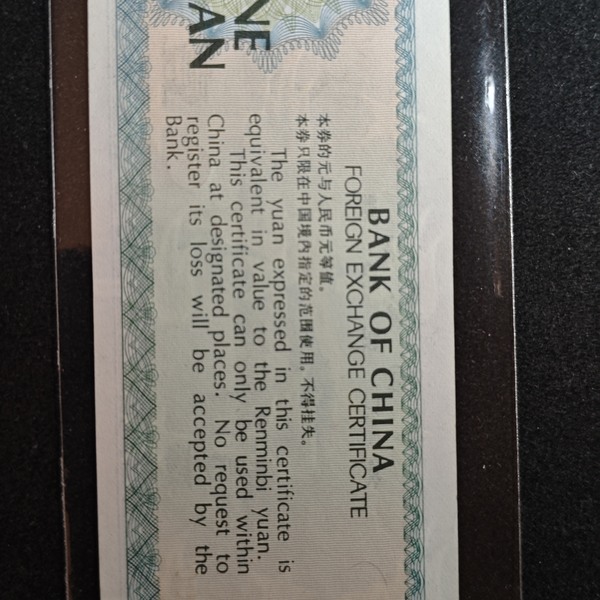 NE
AN
BANK OF CHINA
FOREIGN EXCHANGE CERTIFICATE
本券的元与人民币元等值。
本券只限在中国境内指定的范围使用。不得挂失。
The yuan expressed in this certificate is
equivalent in value to the Renminbi yuan.
This certificate can only be used within
China at designated places. No request to
register its loss will be accepted by the
Bank.